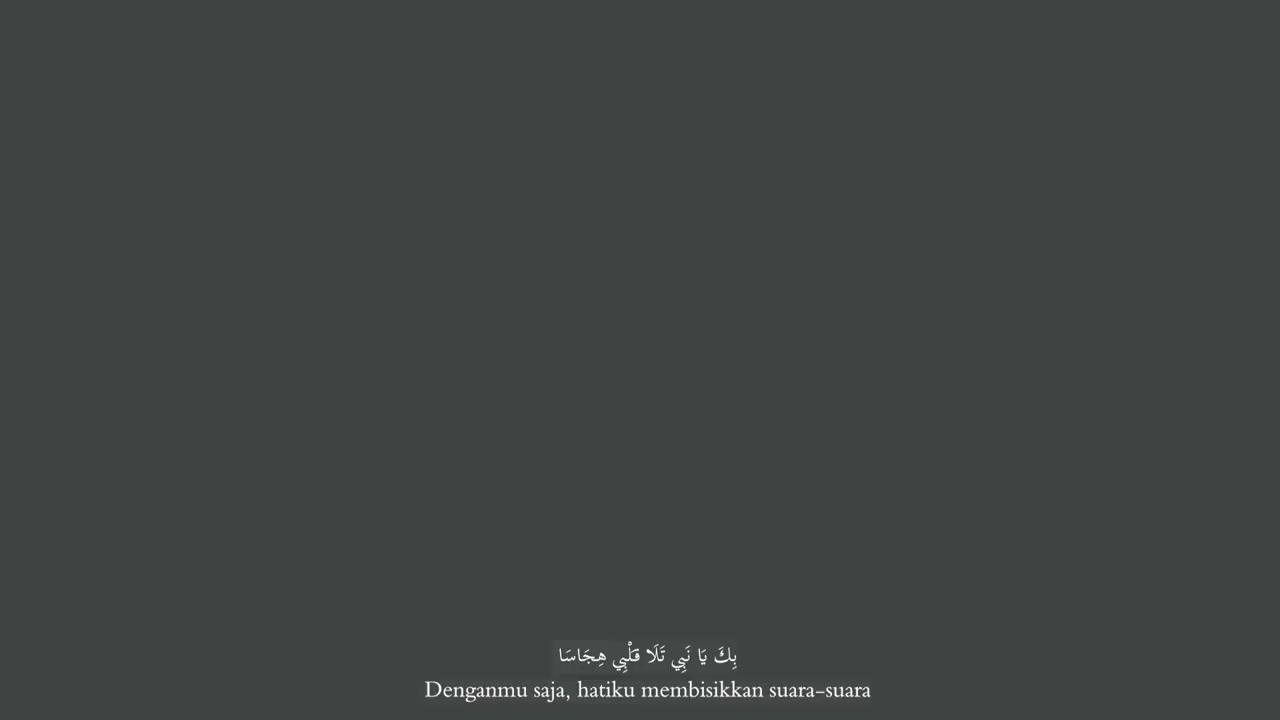 بِكَ يَا نَبِي تَلَا قَلْبِي هِجَاسَا
Denganmu saja, hatiku membisikkan suara-suara